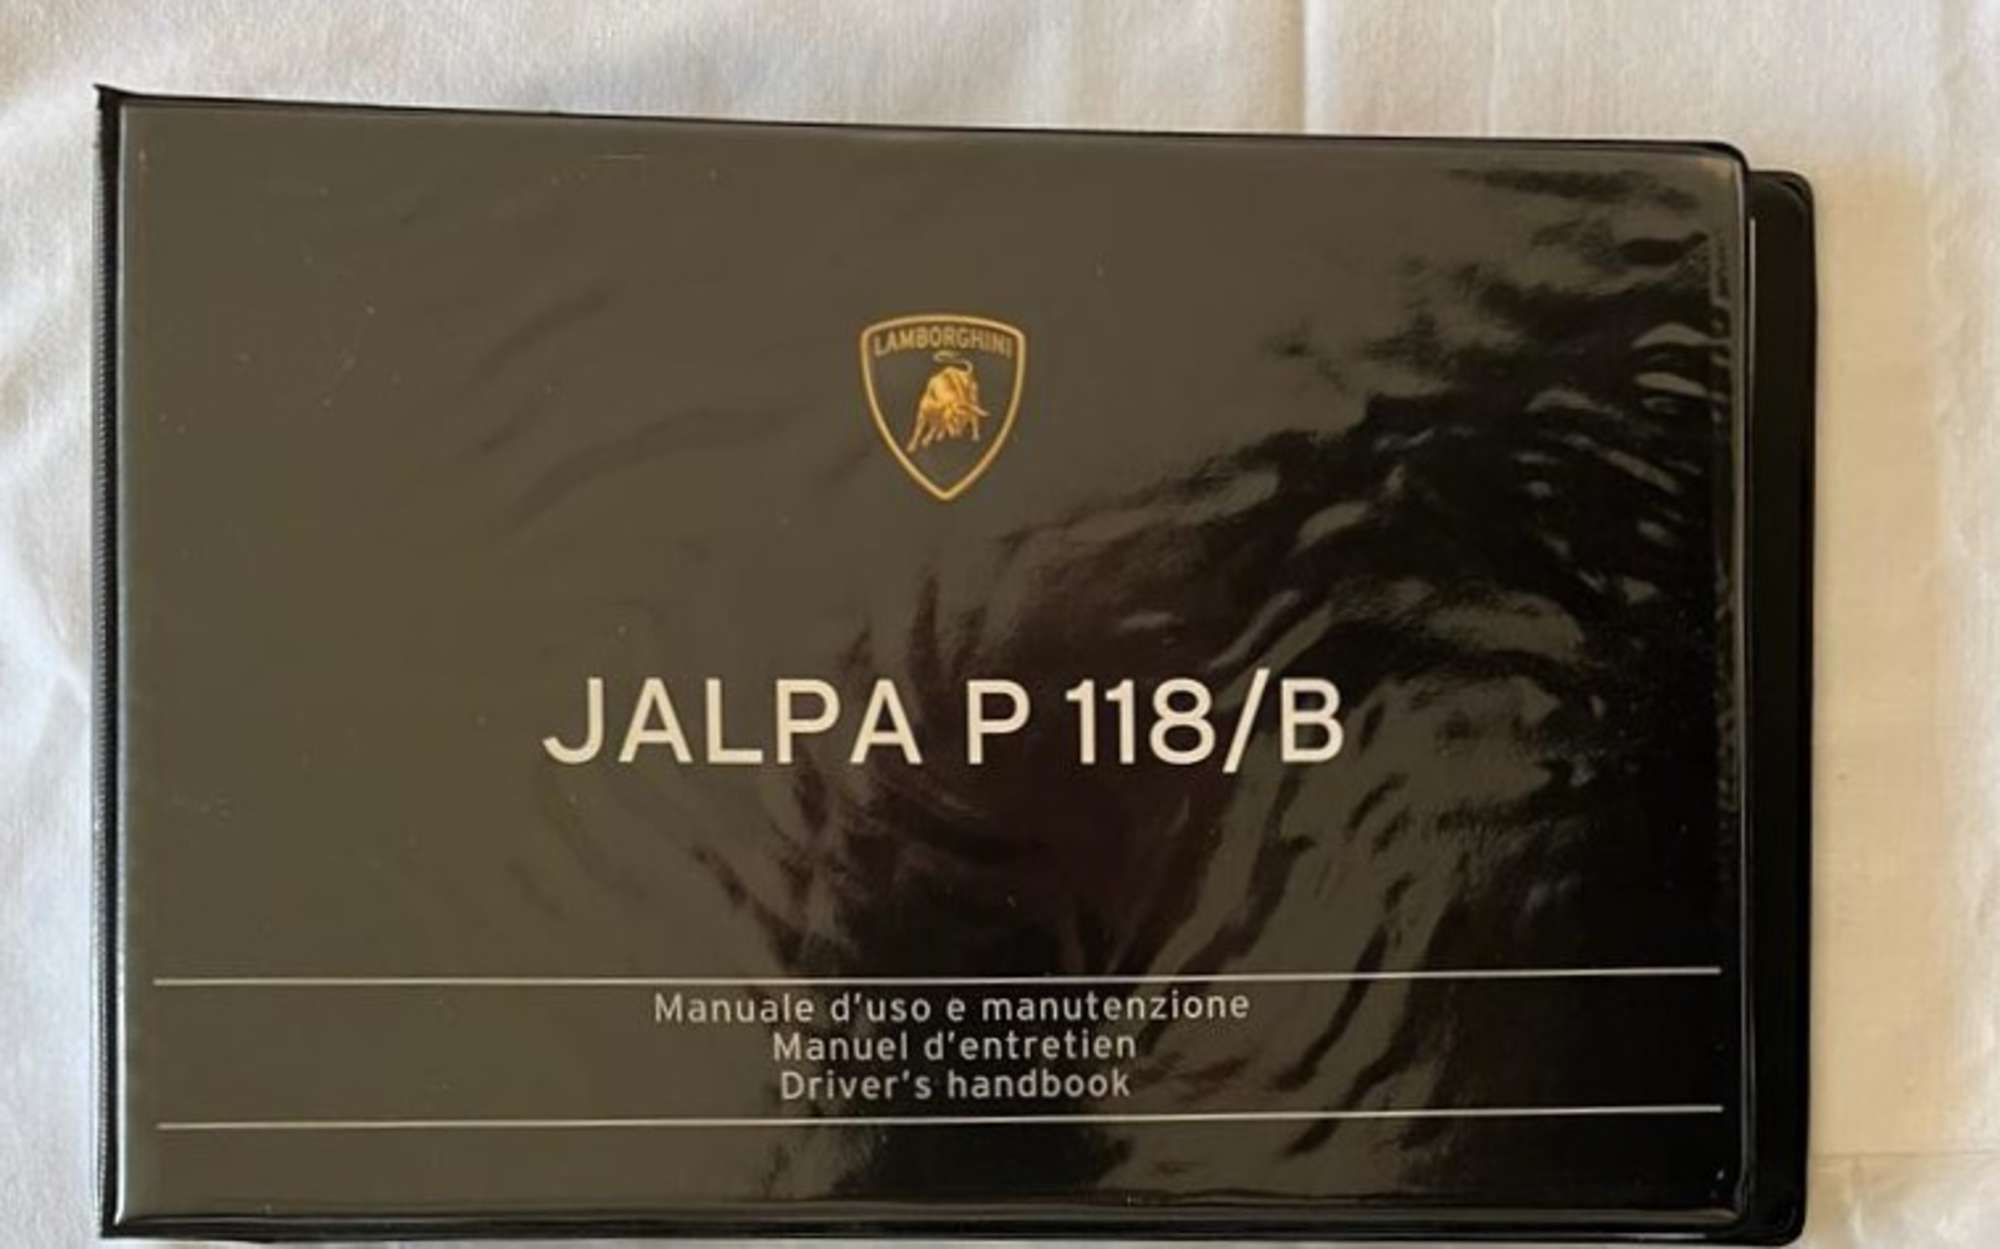 LAMBORGHINI
JALPA P 118/B
Manuale d'uso e manutenzione
Manuel d'entretien
Driver's handbook